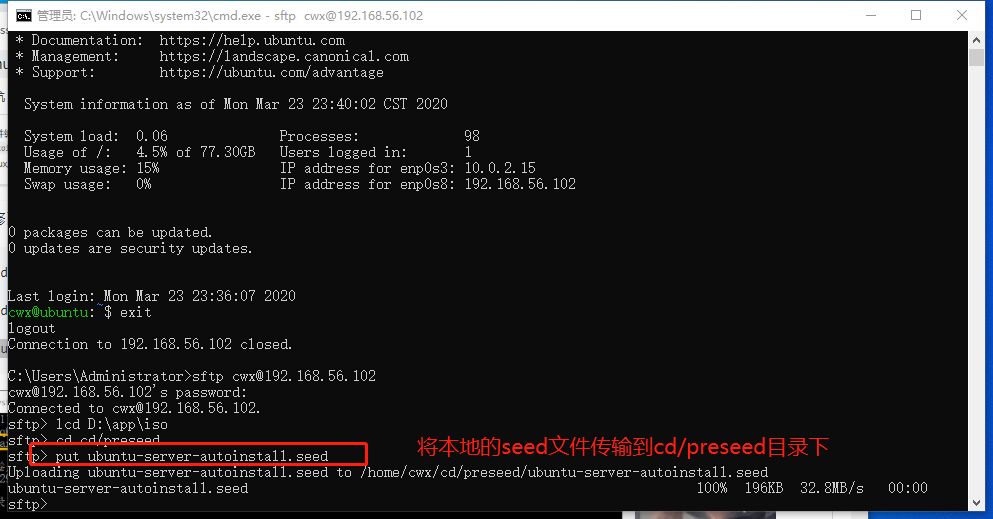 管理员: C:\Windows\system32\cmd.exe - sftp  cwx@192.168.56.102
 * Documentation:  https://help.ubuntu.com
 * Management:     https://landscape.canonical.com
 * Support:        https://ubuntu.com/advantage
  System information as of Mon Mar 23 23:40:02 CST 2020
  System load:  0.06              Processes:             98
  Usage of /:   4.5% of 77.30GB   Users logged in:       1
  Memory usage: 15%               IP address for enp0s3: 10.0.2.15
  Swap usage:   0%                IP address for enp0s8: 192.168.56.102
0 packages can be updated.
0 updates are security updates.
Last login: Mon Mar 23 23:36:07 2020
cwx@ubuntu:~$ exit
logout
Connection to 192.168.56.102 closed.
C:\Users\Administrator>sftp cwx@192.168.56.102
cwx@192.168.56.102's password:
Connected to cwx@192.168.56.102.
sftp> lcd D:\app\iso
sftp> cd cd/preseed
sftp> put ubuntu-server-autoinstall.seed
将本地的seed文件传输到cd/preseed目录下
Uploading ubuntu-server-autoinstall.seed to /home/cwx/cd/preseed/ubuntu-server-autoinstall.seed
ubuntu-server-autoinstall.seed                                                        100%  196KB  32.8MB/s   00:00
sftp>